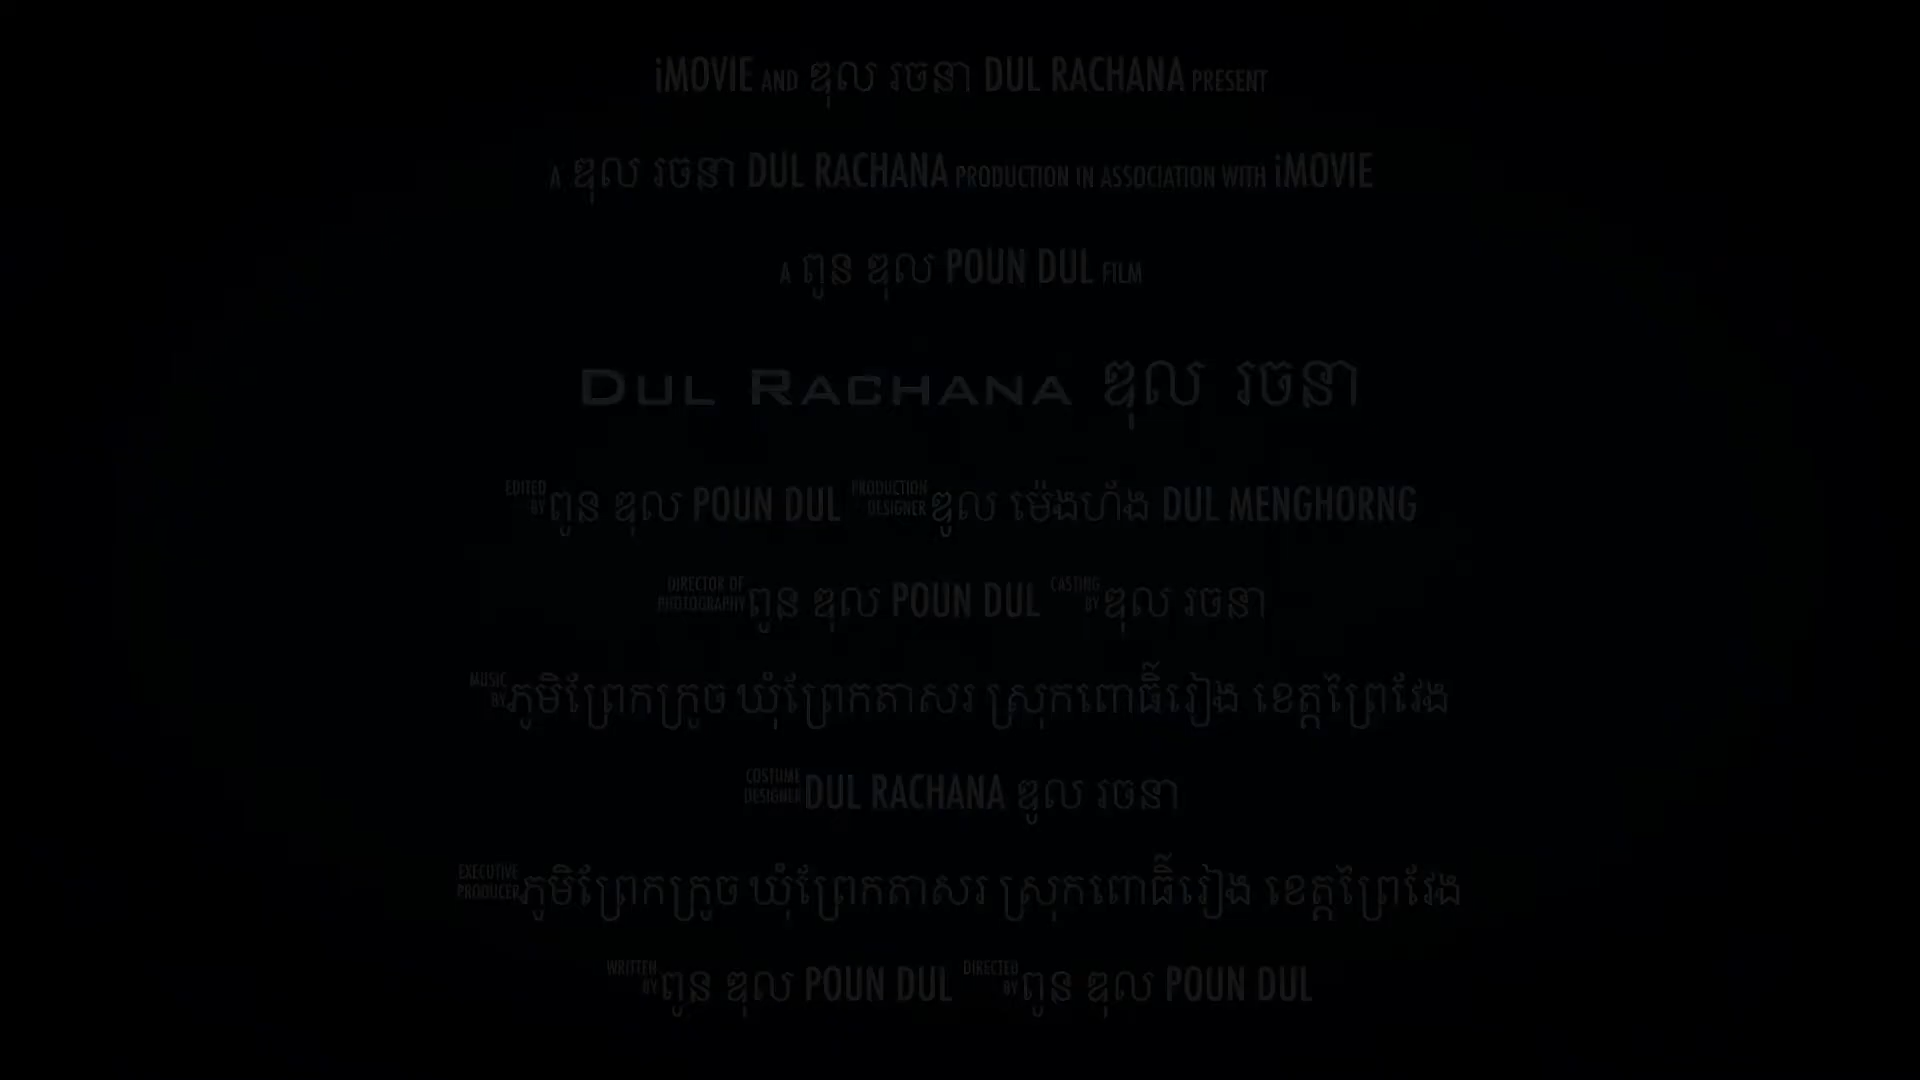 iMOVIE AND ឌុល រចនា DUL RACHANA PRESENT
A ឌុល រចនា DUL RACHANA PRODUCTION IN ASSOCIATION WITH iMOVIE
A ពូន ឌុល POUN DUL FILM
DUL RACHANA ឌុល រចនា
EDITED BY ពូន ឌុល POUN DUL PRODUCTION DESIGNER ឌូល ម៉េងហ័ង DUL MENGHORNG
DIRECTOR OF PHOTOGRAPHY ពូន ឌុល POUN DUL CASTING BY ឌុល រចនា
MUSIC BY ភូមិព្រែកក្រូច ឃុំព្រែកតាសរ ស្រុកពោធិ៍រៀង ខេត្តព្រៃវែង
COSTUME DESIGNER DUL RACHANA ឌូល រចនា
EXECUTIVE PRODUCER ភូមិព្រែកក្រូច ឃុំព្រែកតាសរ ស្រុកពោធិ៍រៀង ខេត្តព្រៃវែង
WRITTEN BY ពូន ឌុល POUN DUL DIRECTED BY ពូន ឌុល POUN DUL